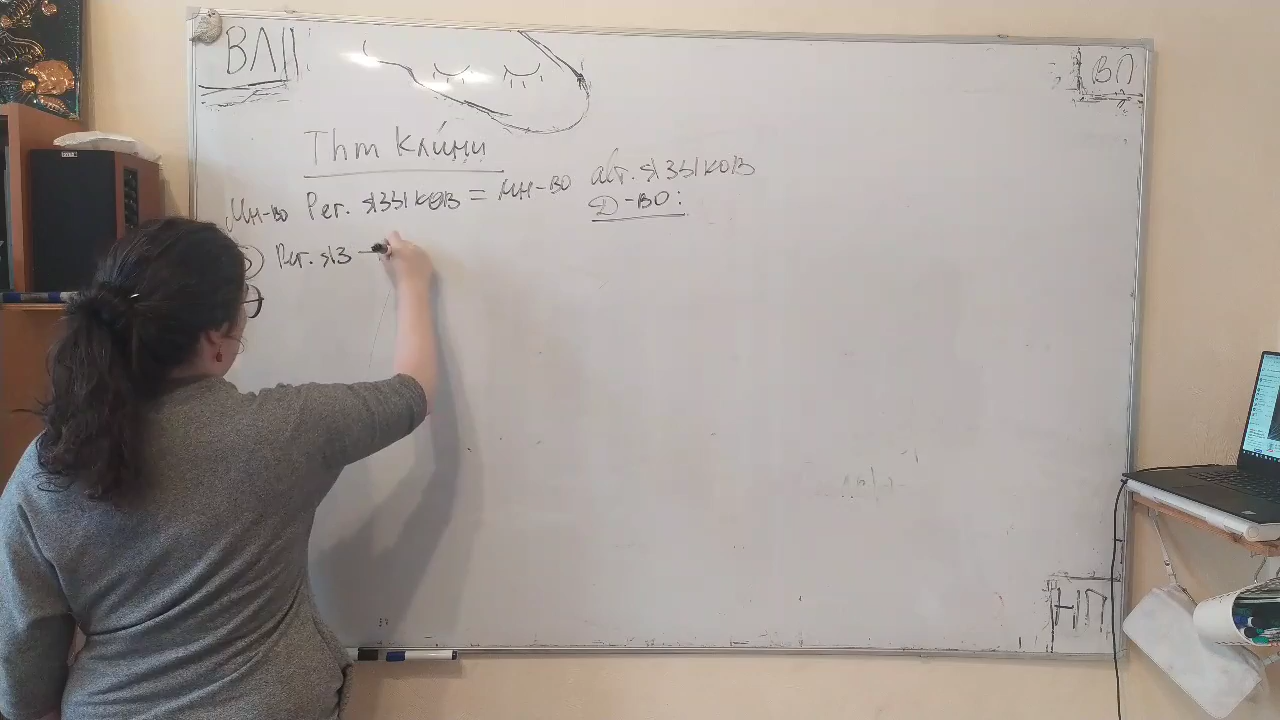 ВЛП
ВП
Thm Клини
Мн-во Рег. языков = мн-во авт. языков
Д-во:
Рег. яз —
НП